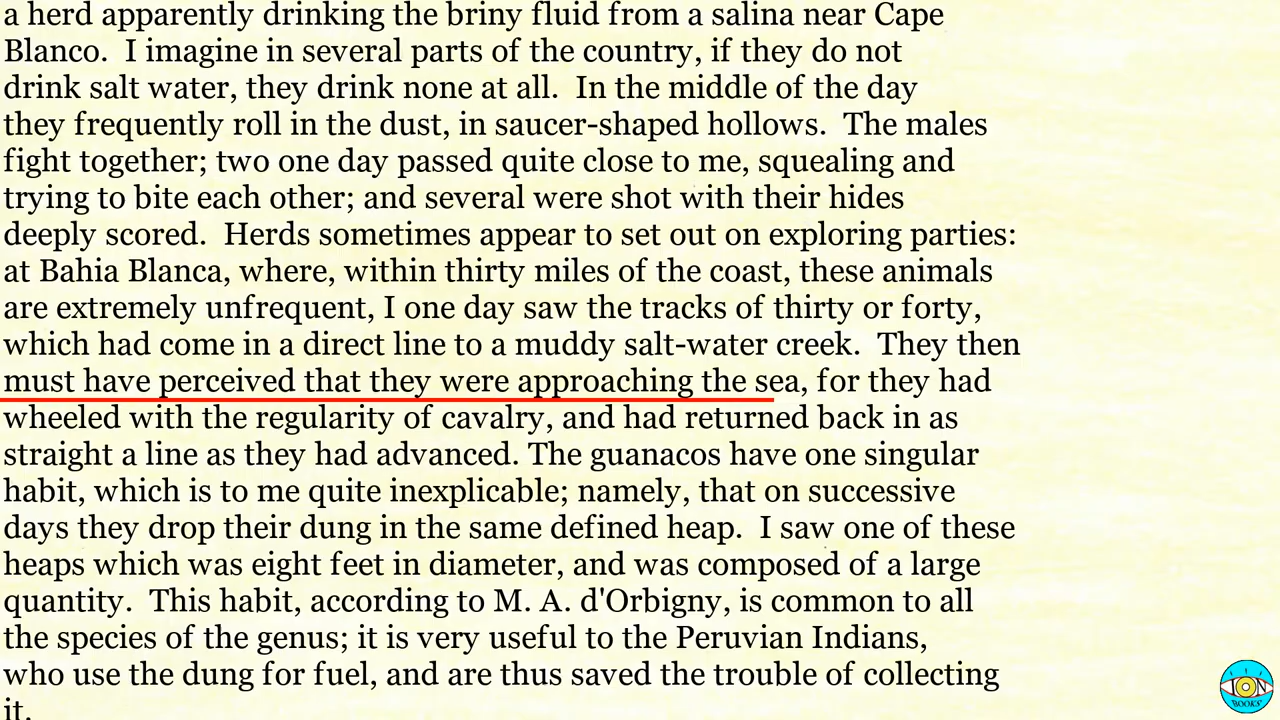 a herd apparently drinking the briny fluid from a salina near Cape
Blanco.  I imagine in several parts of the country, if they do not
drink salt water, they drink none at all.  In the middle of the day
they frequently roll in the dust, in saucer-shaped hollows.  The males
fight together; two one day passed quite close to me, squealing and
trying to bite each other; and several were shot with their hides
deeply scored.  Herds sometimes appear to set out on exploring parties:
at Bahia Blanca, where, within thirty miles of the coast, these animals
are extremely unfrequent, I one day saw the tracks of thirty or forty,
which had come in a direct line to a muddy salt-water creek.  They then
must have perceived that they were approaching the sea, for they had
wheeled with the regularity of cavalry, and had returned back in as
straight a line as they had advanced. The guanacos have one singular
habit, which is to me quite inexplicable; namely, that on successive
days they drop their dung in the same defined heap.  I saw one of these
heaps which was eight feet in diameter, and was composed of a large
quantity.  This habit, according to M. A. d'Orbigny, is common to all
the species of the genus; it is very useful to the Peruvian Indians,
who use the dung for fuel, and are thus saved the trouble of collecting
it.
ION
BOOKS